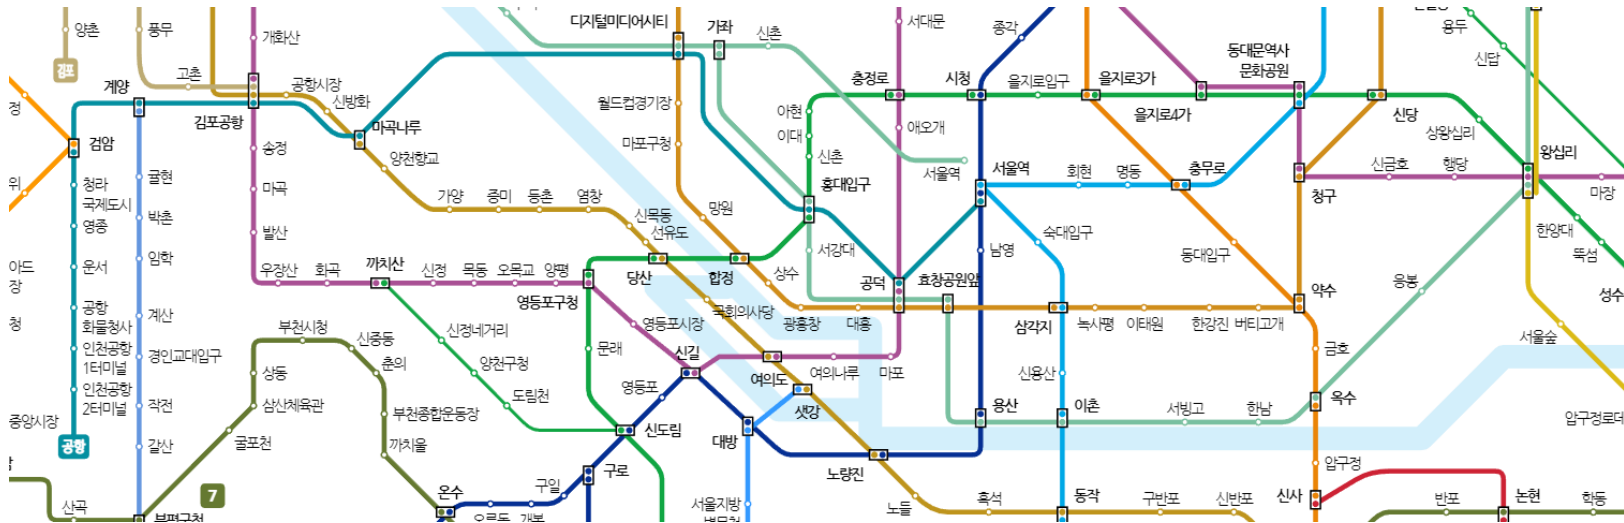 양촌
풍무
개화산
디지털미디어시티
가좌
신촌
서대문
종각
용두
신답
동대문역사
문화공원
김포
고촌
계양
공항시장
신방화
김포공항
마곡나루
월드컵경기장
마포구청
아현
이대
신촌
충정로
시청
을지로입구
을지로3가
을지로4가
신당
상왕십리
왕십리
정
검암
송정
양천향교
애오개
서울역
서울역
회현
명동
충무로
신금호
행당
마장
위
청라
국제도시
귤현
마곡
가양
증미
등촌
염창
신목동
선유도
망원
홍대입구
청구
영종
박촌
발산
서강대
남영
숙대입구
동대입구
한양대
뚝섬
아드
장
운서
임학
우장산
화곡
까치산
신정
목동
오목교
양평
영등포구청
당산
합정
상수
공덕
효창공원앞
응봉
약수
성수
청
공항
화물청사
계산
부천시청
신중동
신정네거리
영등포시장
국회의사당
광흥창
대흥
삼각지
녹사평
이태원
한강진
버티고개
서울숲
인천공항
1터미널
경인교대입구
춘의
양천구청
문래
신길
여의도
여의나루
마포
신용산
금호
인천공항
2터미널
상동
삼산체육관
작전
부천종합운동장
도림천
영등포
샛강
용산
이촌
서빙고
한남
옥수
중앙시장
공항
갈산
굴포천
까치울
신도림
대방
노량진
압구정로데
압구정
산곡
7
부평구청
온수
구일
구로
오류동
개봉
서울지방
병무청
노들
흑석
동작
구반포
신반포
신사
반포
논현
학동